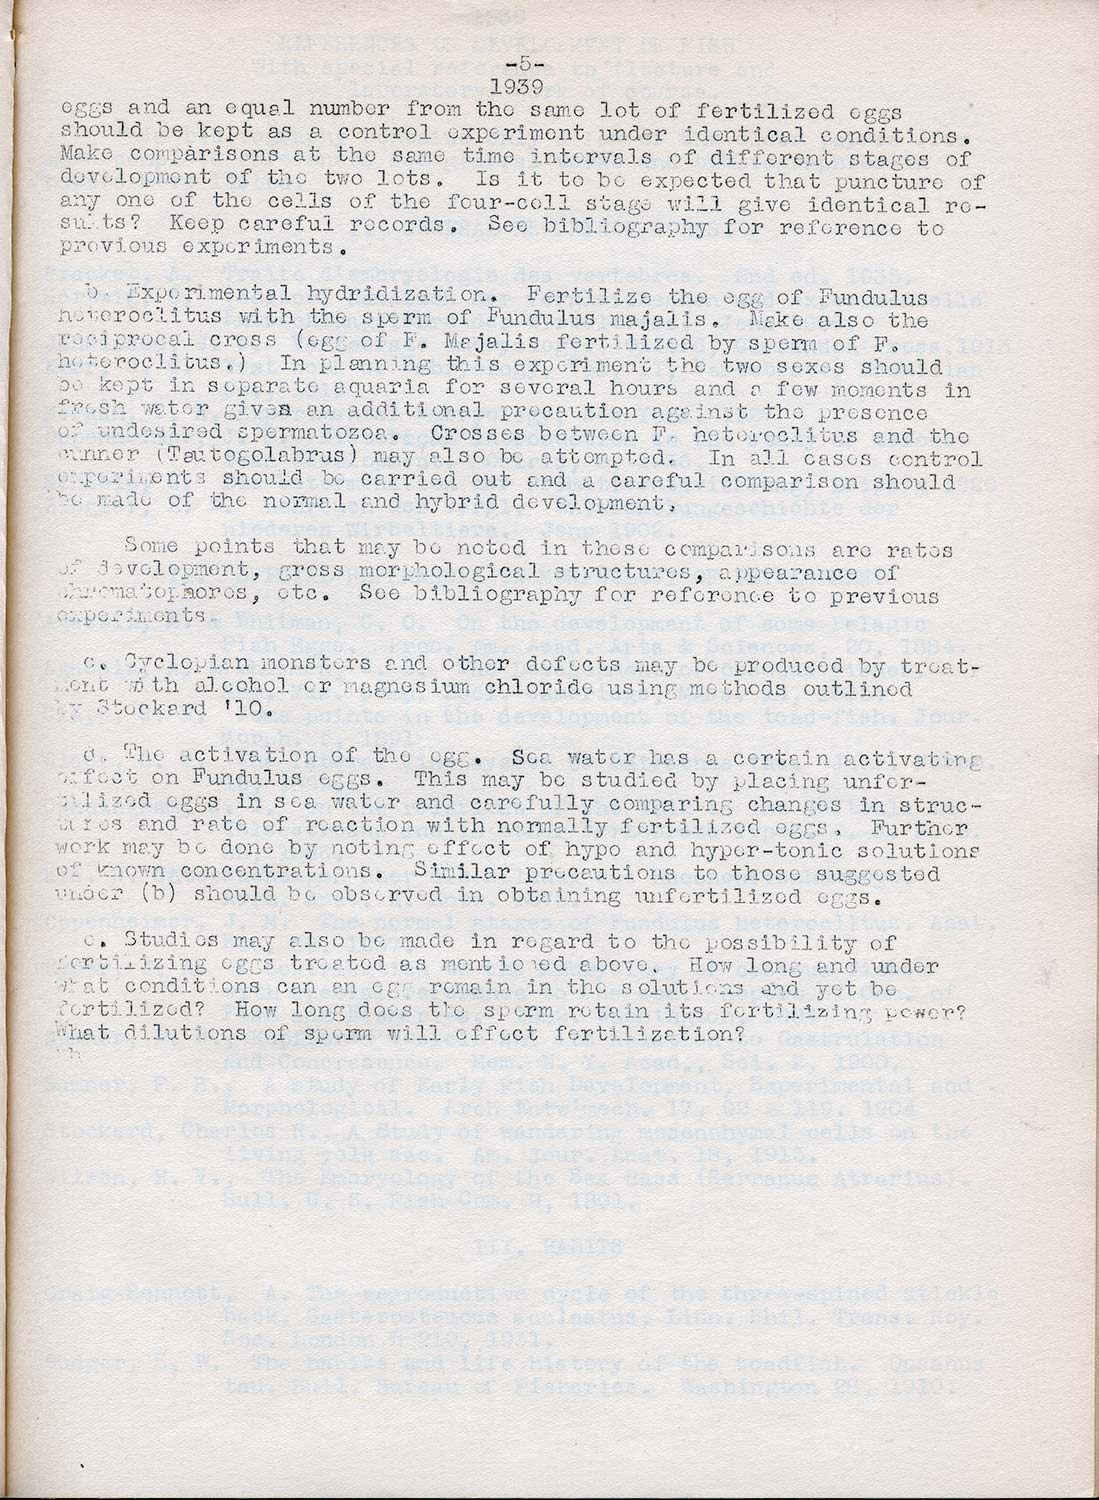 -5-
1939
eggs and an equal number from the same lot of fertilized eggs
should be kept as a control experiment under identical conditions.
Make comparisons at the same time intervals of different stages of
development of the two lots. Is it to be expected that puncture of
any one of the cells of the four-cell stage will give identical re-
sults? Keep careful records. See bibliography for reference to
previous experiments.
b. Experimental hydridization. Fertilize the egg of Fundulus
heteroclitus with the sperm of Fundulus majalis. Make also the
reciprocal cross (egg of F. Majalis fertilized by sperm of F.
heteroclitus.) In planning this experiment the two sexes should
be kept in separate aquaria for several hours and a few moments in
fresh water given an additional precaution against the presence
of undesired spermatozoa. Crosses between F. heteroclitus and the
cunner (Tautogolabrus) may also be attempted. In all cases control
experiments should be carried out and a careful comparison should
be made of the normal and hybrid development.
Some points that may be noted in these comparisons are rates
of development, gross morphological structures, appearance of
chromatophores, etc. See bibliography for reference to previous
experiments.
c. Cyclopian monsters and other defects may be produced by treat-
ment with alcohol or magnesium chloride using methods outlined
by Stockard '10.
d. The activation of the egg. Sea water has a certain activating
effect on Fundulus eggs. This may be studied by placing unfer-
tilized eggs in sea water and carefully comparing changes in struc-
tures and rate of reaction with normally fertilized eggs. Further
work may be done by noting effect of hypo and hyper-tonic solutions
of known concentrations. Similar precautions to those suggested
under (b) should be observed in obtaining unfertilized eggs.
e. Studies may also be made in regard to the possibility of
fertilizing eggs treated as mentioned above. How long and under
what conditions can an egg remain in the solutions and yet be
fertilized? How long does the sperm retain its fertilizing power?
What dilutions of sperm will effect fertilization?